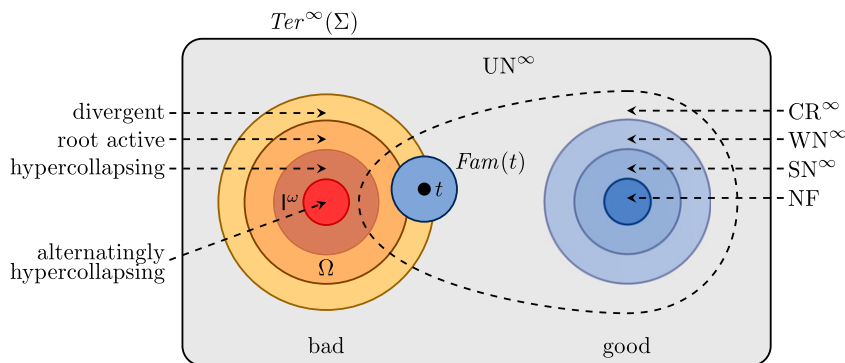 Ter∞(Σ)
UN∞
divergent
root active
hypercollapsing
CR∞
WN∞
SN∞
NF
Fam(t)
t
I^ω
Ω
alternatingly
hypercollapsing
bad
good